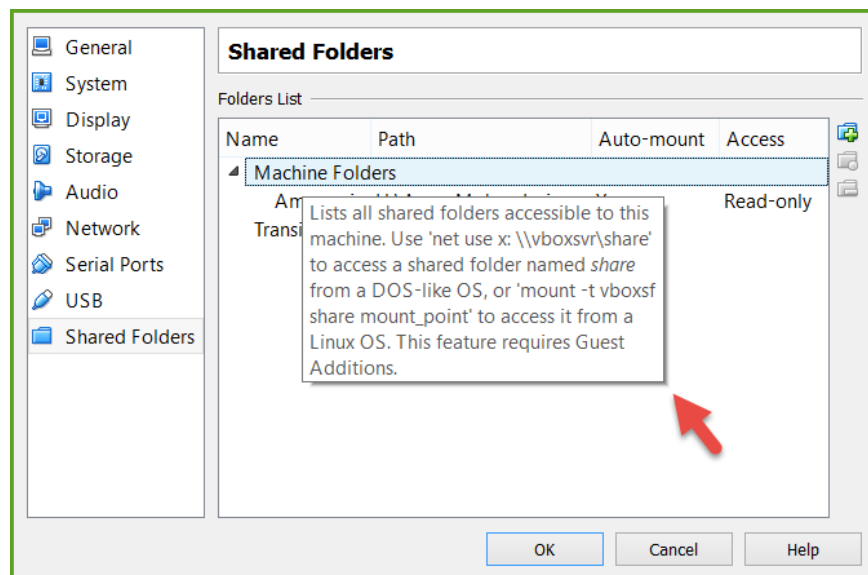 General
System
Display
Storage
Audio
Network
Serial Ports
USB
Shared Folders
Shared Folders
Folders List
Name Path Auto-mount Access
Machine Folders
Read-only
Lists all shared folders accessible to this
machine. Use 'net use x: \\vboxsvr\share'
to access a shared folder named share
from a DOS-like OS, or 'mount -t vboxsf
share mount_point' to access it from a
Linux OS. This feature requires Guest
Additions.
OK Cancel Help